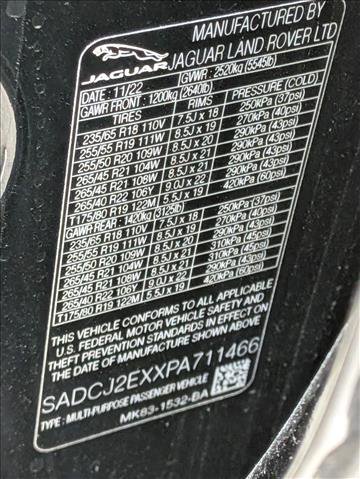 MANUFACTURED BY
JAGUAR LAND ROVER LTD
JAGUAR
DATE : 11/22
GVWR : 2520kg (5545lb)
GAWR FRONT : 1200kg (2640lb)
TIRES RIMS PRESSURE (COLD)
235/65 R18 110V 7.5J x 18 250kPa (37psi)
255/55 R19 111W 8.5J x 19 270kPa (40psi)
255/50 R20 109W 8.5J x 20 290kPa (43psi)
265/45 R21 104W 8.5J x 21 290kPa (43psi)
265/45 R21 108W 8.5J x 21 290kPa (43psi)
265/40 R22 106Y 9.0J x 22 290kPa (43psi)
T175/80 R19 122M 5.5J x 19 420kPa (60psi)
GAWR REAR : 1420kg (3125lb)
235/65 R18 110V 7.5J x 18 250kPa (37psi)
255/55 R19 111W 8.5J x 19 270kPa (40psi)
255/50 R20 109W 8.5J x 20 290kPa (43psi)
265/45 R21 104W 8.5J x 21 310kPa (45psi)
265/45 R21 108W 8.5J x 21 310kPa (45psi)
265/40 R22 106Y 9.0J x 22 290kPa (43psi)
T175/80 R19 122M 5.5J x 19 420kPa (60psi)
THIS VEHICLE CONFORMS TO ALL APPLICABLE
U.S. FEDERAL MOTOR VEHICLE SAFETY AND
THEFT PREVENTION STANDARDS IN EFFECT ON
THE DATE OF MANUFACTURE SHOWN ABOVE.
SADCJ2EXXPA711466
TYPE : MULTI-PURPOSE PASSENGER VEHICLE
MK83-1532-BA